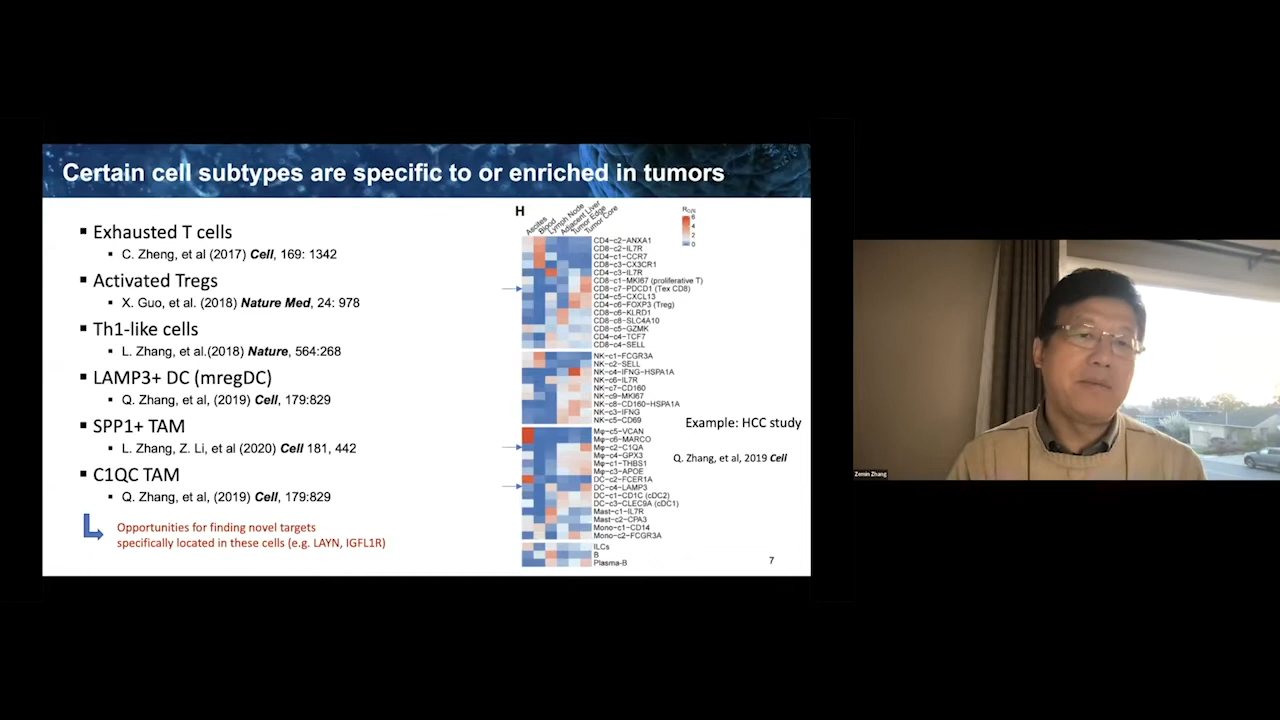 Certain cell subtypes are specific to or enriched in tumors
▪ Exhausted T cells
▪ C. Zheng, et al (2017) Cell, 169: 1342
▪ Activated Tregs
▪ X. Guo, et al. (2018) Nature Med, 24: 978
▪ Th1-like cells
▪ L. Zhang, et al.(2018) Nature, 564:268
▪ LAMP3+ DC (mregDC)
▪ Q. Zhang, et al, (2019) Cell, 179:829
▪ SPP1+ TAM
▪ L. Zhang, Z. Li, et al (2020) Cell 181, 442
▪ C1QC TAM
▪ Q. Zhang, et al, (2019) Cell, 179:829
Opportunities for finding novel targets
specifically located in these cells (e.g. LAYN, IGFL1R)
H
Ascites
Blood
Lymph Node
Adjacent Liver
Tumor Edge
Tumor Core
R O/E
6
4
2
0
CD4-c2-ANXA1
CD8-c2-IL7R
CD4-c1-CCR7
CD8-c3-CX3CR1
CD4-c3-IL7R
CD8-c1-MKI67 (proliferative T)
CD8-c7-PDCD1 (Tex CD8)
CD4-c5-CXCL13
CD4-c6-FOXP3 (Treg)
CD8-c6-KLRD1
CD8-c8-SLC4A10
CD8-c5-GZMK
CD4-c4-TCF7
CD8-c4-SELL
NK-c1-FCGR3A
NK-c2-SELL
NK-c4-IFNG-HSPA1A
NK-c6-IL7R
NK-c7-CD160
NK-c9-MKI67
NK-c8-CD160-HSPA1A
NK-c3-IFNG
NK-c5-CD69
Mφ-c5-VCAN
Mφ-c6-MARCO
Mφ-c2-C1QA
Mφ-c4-GPX3
Mφ-c1-THBS1
Mφ-c3-APOE
DC-c2-FCER1A
DC-c4-LAMP3
DC-c1-CD1C (cDC2)
DC-c3-CLEC9A (cDC1)
Mast-c1-IL7R
Mast-c2-CPA3
Mono-c1-CD14
Mono-c2-FCGR3A
ILCs
B
Plasma-B
Example: HCC study
Q. Zhang, et al, 2019 Cell
7
Zemin Zhang